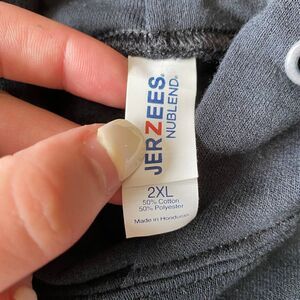 JERZEES®
NUBLEND®
2XL
50% Cotton
50% Polyester
Made in Honduras